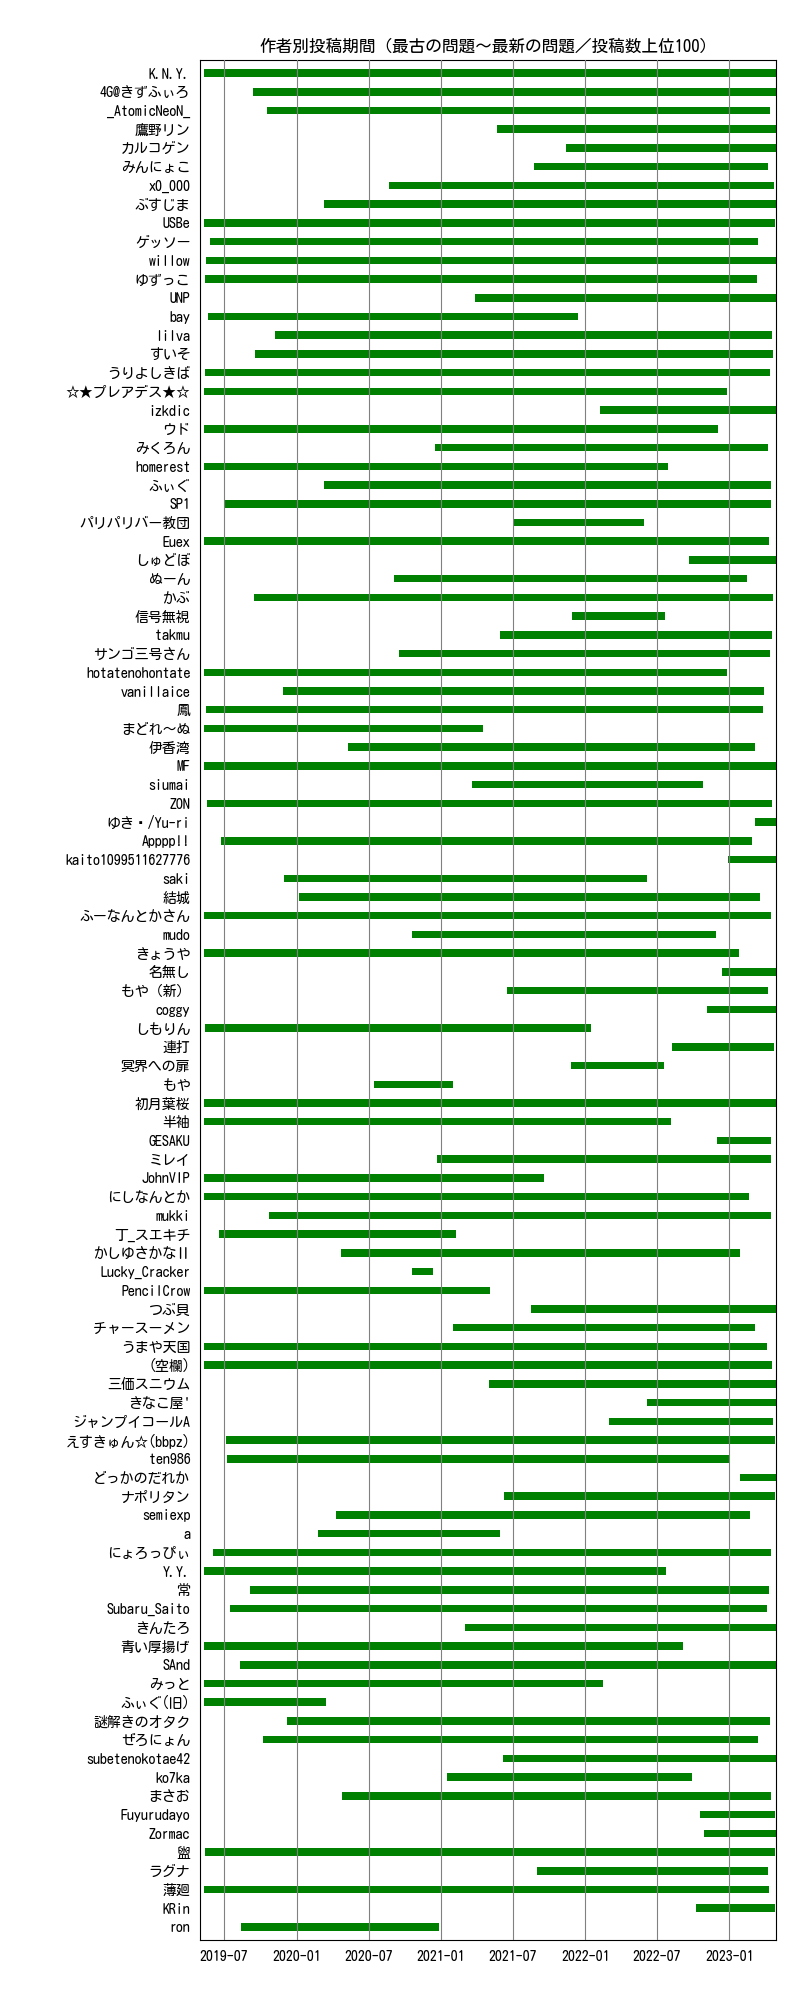 作者別投稿期間（最古の問題～最新の問題／投稿数上位100）
K.N.Y.
4G@きずふぃろ
_AtomicNeoN_
鷹野リン
カルコゲン
みんにょこ
x0_000
ぶすじま
USBe
ゲッソー
willow
ゆずっこ
UNP
bay
lilva
すいそ
うりよしきば
☆★プレアデス★☆
izkdic
ウド
みくろん
homerest
ふぃぐ
SP1
パリパリバー教団
Euex
しゅどぼ
ぬーん
かぶ
信号無視
takmu
サンゴ三号さん
hotatenohontate
vanillaice
鳳
まどれ～ぬ
伊香湾
MF
siumai
ZON
ゆき・/Yu-ri
Appppll
kaito1099511627776
saki
結城
ふーなんとかさん
mudo
きょうや
名無し
もや（新）
coggy
しもりん
連打
冥界への扉
もや
初月葉桜
半袖
GESAKU
ミレイ
JohnVIP
にしなんとか
mukki
丁_スエキチ
かしゆさかなII
Lucky_Cracker
PencilCrow
つぶ貝
チャースーメン
うまや天国
(空欄)
三価スニウム
きなこ屋'
ジャンプイコールA
えすきゅん☆(bbpz)
ten986
どっかのだれか
ナポリタン
semiexp
a
にょろっぴぃ
Y.Y.
常
Subaru_Saito
きんたろ
青い厚揚げ
SAnd
みっと
ふぃぐ(旧)
謎解きのオタク
ぜろにょん
subetenokotae42
ko7ka
まさお
Fuyurudayo
Zormac
盥
ラグナ
薄廻
KRin
ron
2019-07 2020-01 2020-07 2021-01 2021-07 2022-01 2022-07 2023-01